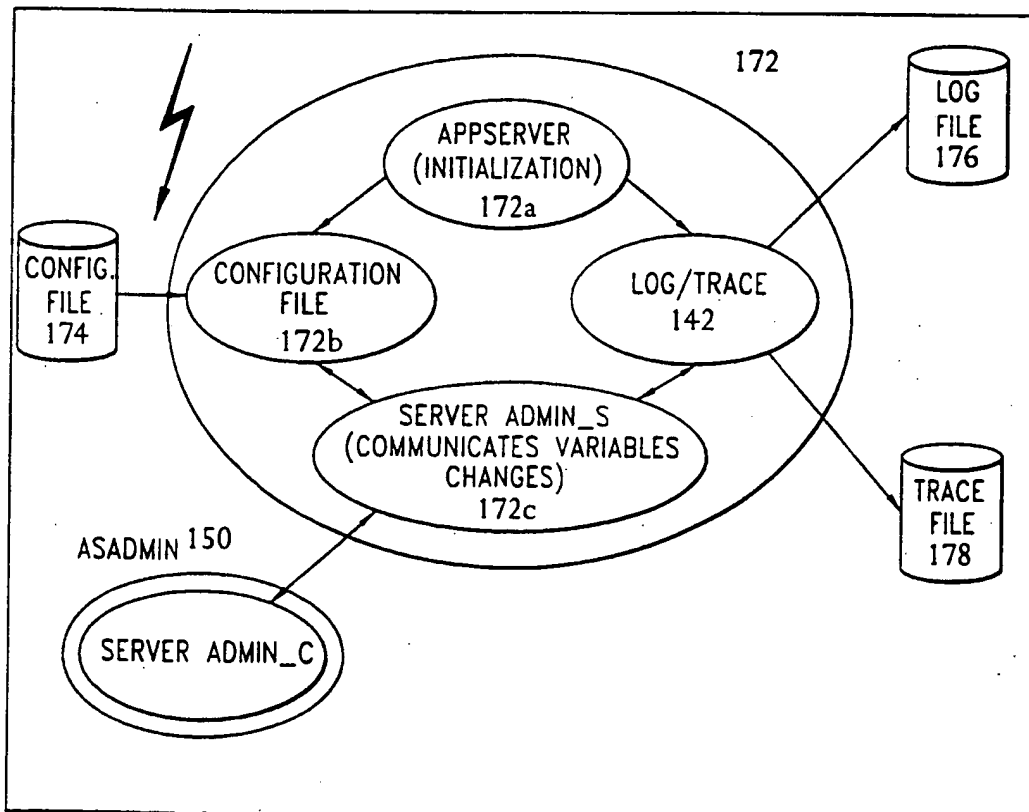 172
LOG
FILE
176
APPSERVER
(INITIALIZATION)
172a
CONFIG.
FILE
174
CONFIGURATION
FILE
172b
LOG/TRACE
142
SERVER ADMIN_S
(COMMUNICATES VARIABLES
CHANGES)
172c
TRACE
FILE
178
ASADMIN 150
SERVER ADMIN_C